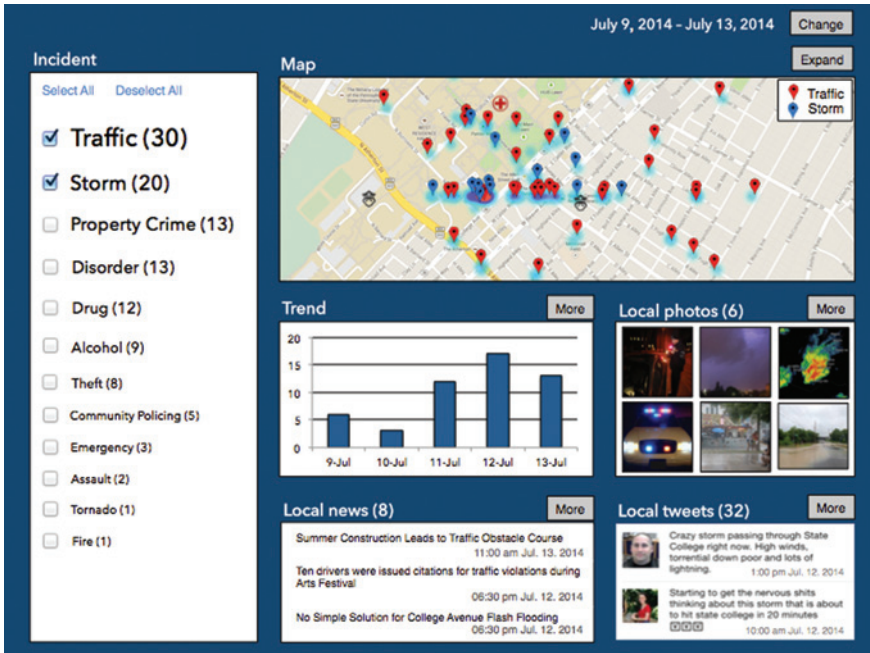 July 9, 2014 - July 13, 2014
Change
Incident
Select All Deselect All
Traffic (30)
Storm (20)
Property Crime (13)
Disorder (13)
Drug (12)
Alcohol (9)
Theft (8)
Community Policing (5)
Emergency (3)
Assault (2)
Tornado (1)
Fire (1)
Map
Expand
Traffic
Storm
Trend
More
20
15
10
5
0
9-Jul 10-Jul 11-Jul 12-Jul 13-Jul
Local photos (6)
More
Local news (8)
More
Summer Construction Leads to Traffic Obstacle Course
11:00 am Jul. 13. 2014
Ten drivers were issued citations for traffic violations during
Arts Festival
06:30 pm Jul. 12. 2014
No Simple Solution for College Avenue Flash Flooding
06:30 pm Jul. 12. 2014
Local tweets (32)
More
Crazy storm passing through State
College right now. High winds,
torrential down poor and lots of
lightning.
1:00 pm Jul. 12. 2014
Starting to get the nervous shits
thinking about this storm that is about
to hit state college in 20 minutes
10:00 am Jul. 12. 2014